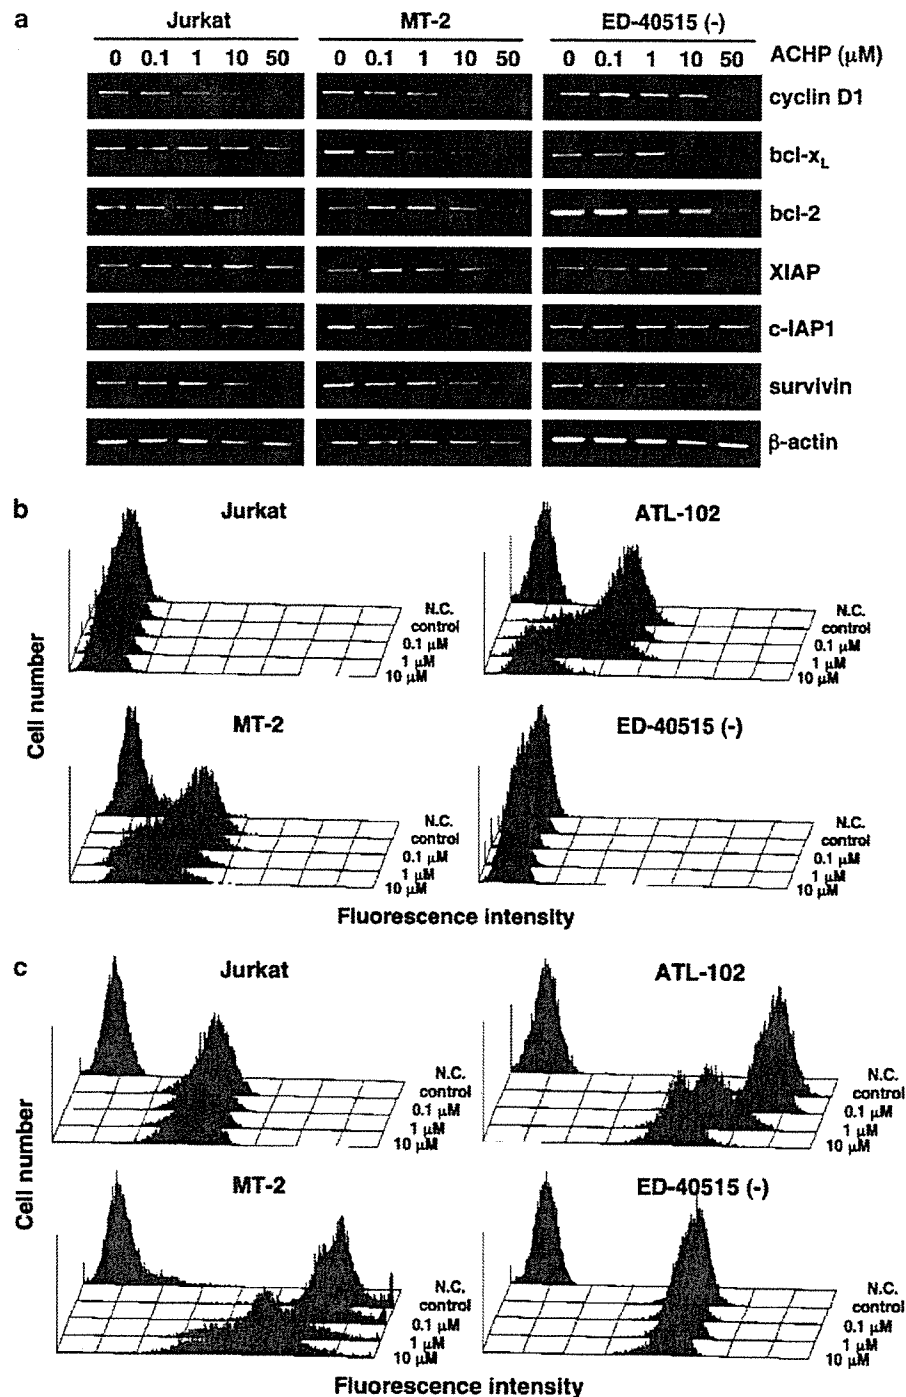 a
Jurkat MT-2 ED-40515 (-)
0 0.1 1 10 50 0 0.1 1 10 50 0 0.1 1 10 50 ACHP (μM)
cyclin D1
bcl-xL
bcl-2
XIAP
c-IAP1
survivin
β-actin
b
Jurkat
N.C.
control
0.1 μM
1 μM
10 μM
ATL-102
N.C.
control
0.1 μM
1 μM
10 μM
Cell number
MT-2
N.C.
control
0.1 μM
1 μM
10 μM
ED-40515 (-)
N.C.
control
0.1 μM
1 μM
10 μM
Fluorescence intensity
c
Jurkat
N.C.
control
0.1 μM
1 μM
10 μM
ATL-102
N.C.
control
0.1 μM
1 μM
10 μM
Cell number
MT-2
N.C.
control
0.1 μM
1 μM
10 μM
ED-40515 (-)
N.C.
control
0.1 μM
1 μM
10 μM
Fluorescence intensity